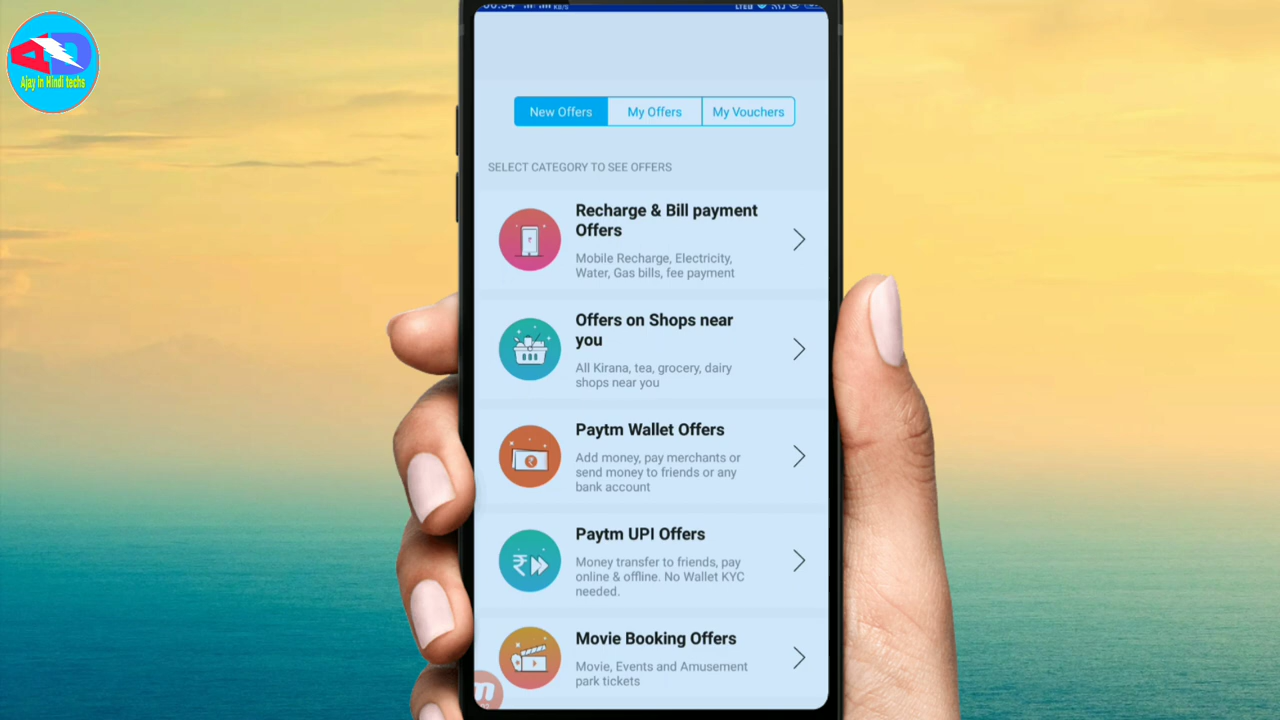 Ajay in Hindi techs
New Offers
My Offers
My Vouchers
SELECT CATEGORY TO SEE OFFERS
Recharge & Bill payment
Offers
Mobile Recharge, Electricity,
Water, Gas bills, fee payment
Offers on Shops near
you
All Kirana, tea, grocery, dairy
shops near you
Paytm Wallet Offers
Add money, pay merchants or
send money to friends or any
bank account
Paytm UPI Offers
Money transfer to friends, pay
online & offline. No Wallet KYC
needed.
Movie Booking Offers
Movie, Events and Amusement
park tickets